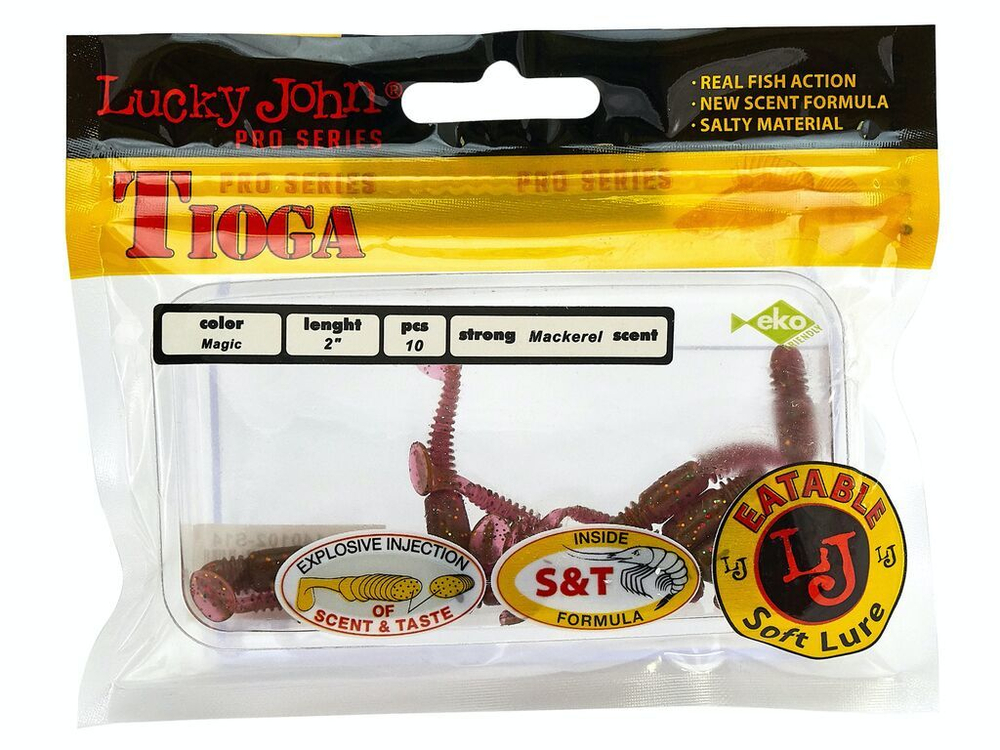 Lucky John®
PRO SERIES
· REAL FISH ACTION
· NEW SCENT FORMULA
· SALTY MATERIAL
PRO SERIES
PRO SERIES
TIOGA
color
Magic
lenght
2"
pcs
10
strong Mackerel scent
eko
FRIENDLY
EXPLOSIVE INJECTION
OF
SCENT & TASTE
INSIDE
S&T
FORMULA
EATABLE
LJ
LJ
LJ
Soft Lure